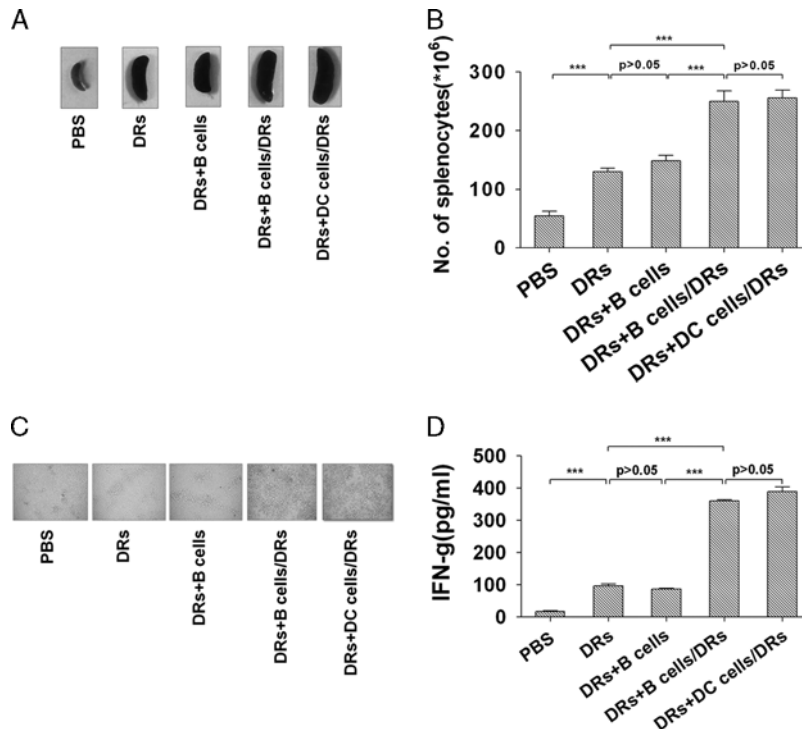 A
PBS
DRs
DRs+B cells
DRs+B cells/DRs
DRs+DC cells/DRs
B
No. of splenocytes(*10⁶)
300
200
100
0
***
***
p>0.05
***
p>0.05
PBS
DRs
DRs+B cells
DRs+B cells/DRs
DRs+DC cells/DRs
C
PBS
DRs
DRs+B cells
DRs+B cells/DRs
DRs+DC cells/DRs
D
IFN-g(pg/ml)
500
400
300
200
100
0
***
***
p>0.05
***
p>0.05
PBS
DRs
DRs+B cells
DRs+B cells/DRs
DRs+DC cells/DRs